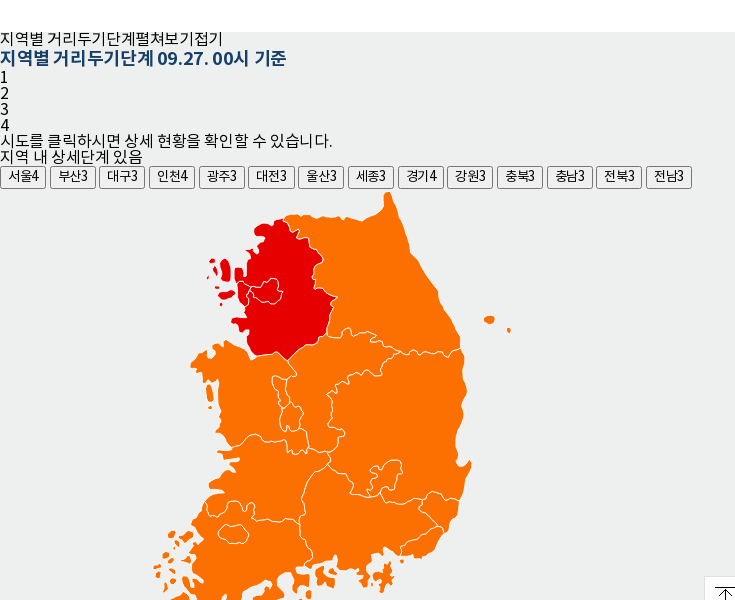 지역별 거리두기단계펼쳐보기접기
지역별 거리두기단계 09.27. 00시 기준
1
2
3
4
시도를 클릭하시면 상세 현황을 확인할 수 있습니다.
지역 내 상세단계 있음
서울4 부산3 대구3 인천4 광주3 대전3 울산3 세종3 경기4 강원3 충북3 충남3 전북3 전남3